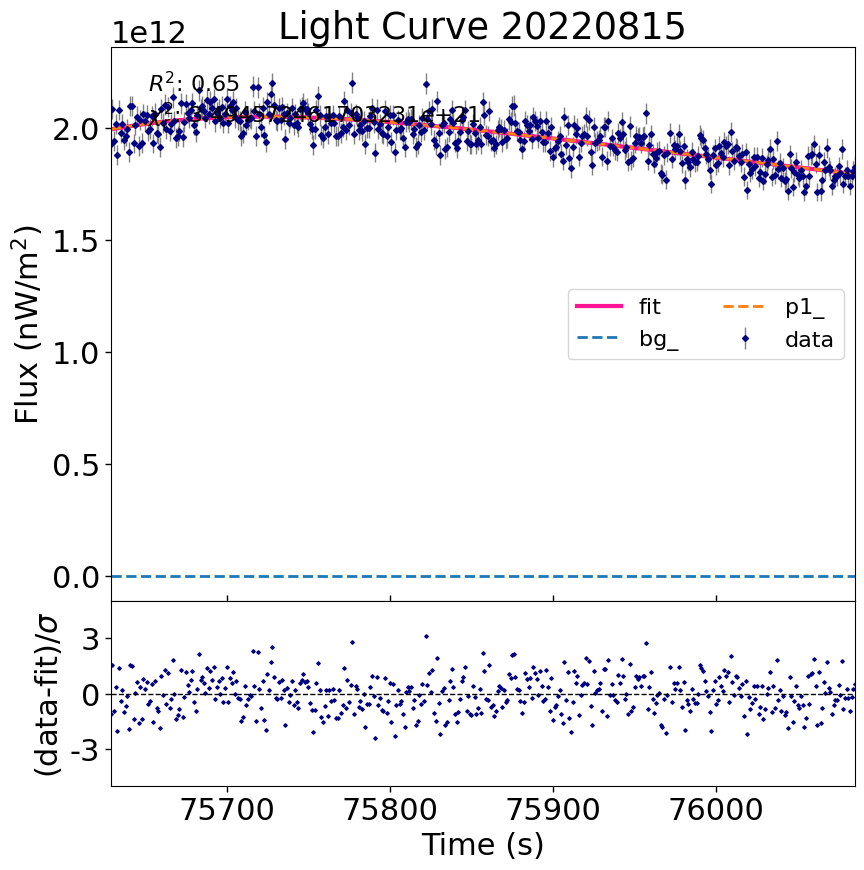 Light Curve 20220815
1e12
R²: 0.65
2.0
1.5
1.0
0.5
0.0
Flux (nW/m²)
fit
bg_
p1_
data
3
0
-3
(data-fit)/σ
75700 75800 75900 76000
Time (s)